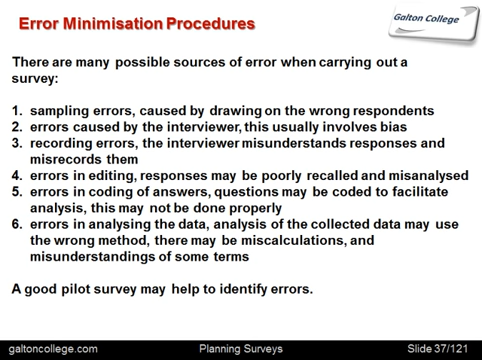 Error Minimisation Procedures
Galton College
There are many possible sources of error when carrying out a
survey:
1. sampling errors, caused by drawing on the wrong respondents
2. errors caused by the interviewer, this usually involves bias
3. recording errors, the interviewer misunderstands responses and
misrecords them
4. errors in editing, responses may be poorly recalled and misanalysed
5. errors in coding of answers, questions may be coded to facilitate
analysis, this may not be done properly
6. errors in analysing the data, analysis of the collected data may use
the wrong method, there may be miscalculations, and
misunderstandings of some terms
A good pilot survey may help to identify errors.
galtoncollege.com
Planning Surveys
Slide 37/121